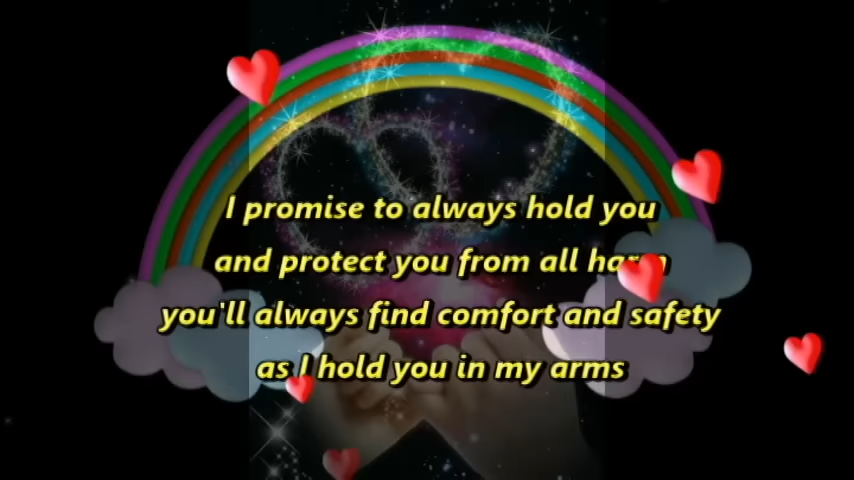 I promise to always hold you
and protect you from all harm
you'll always find comfort and safety
as I hold you in my arms